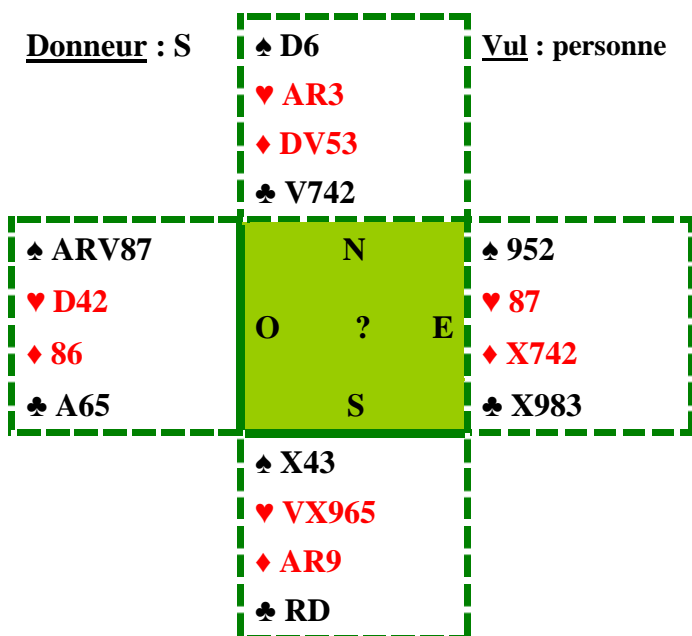 Donneur : S
♠ D6
Vul : personne
♥ AR3
♦ DV53
♣ V742
♠ ARV87
♥ D42
♦ 86
♣ A65
N
O ? E
S
♠ 952
♥ 87
♦ X742
♣ X983
♠ X43
♥ VX965
♦ AR9
♣ RD